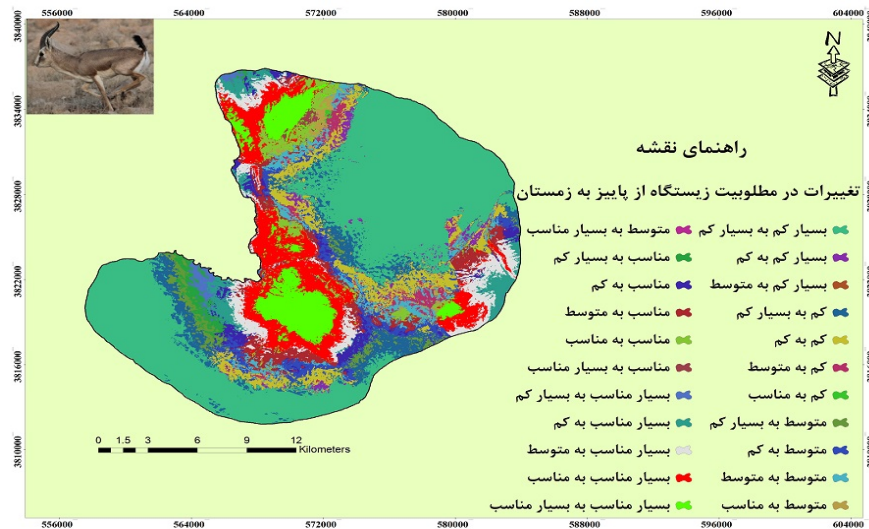 556000 564000 572000 580000 588000 596000 604000
3840000
3834000
3828000
3822000
3816000
3810000
N
راهنمای نقشه
تغییرات در مطلوبیت زیستگاه از پاییز به زمستان
بسیار کم به بسیار کم
بسیار کم به کم
بسیار کم به متوسط
کم به بسیار کم
کم به کم
کم به متوسط
کم به مناسب
متوسط به بسیار کم
متوسط به کم
متوسط به متوسط
متوسط به مناسب
متوسط به بسیار مناسب
مناسب به بسیار کم
مناسب به کم
مناسب به متوسط
مناسب به مناسب
مناسب به بسیار مناسب
بسیار مناسب به بسیار کم
بسیار مناسب به کم
بسیار مناسب به متوسط
بسیار مناسب به مناسب
بسیار مناسب به بسیار مناسب
0 1.5 3 6 9 12
Kilometers
556000 564000 572000 580000 588000 596000 604000